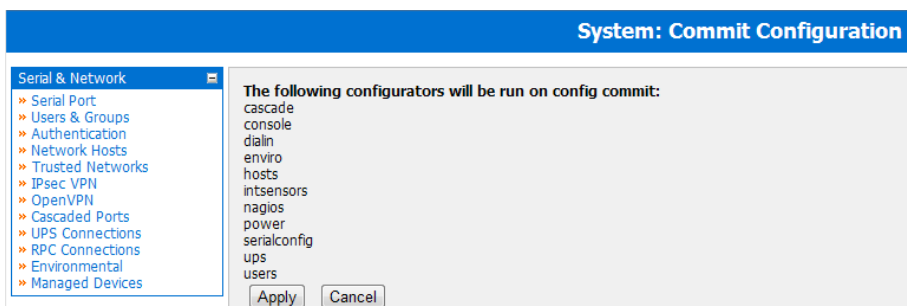 System: Commit Configuration
Serial & Network
» Serial Port
» Users & Groups
» Authentication
» Network Hosts
» Trusted Networks
» IPsec VPN
» OpenVPN
» Cascaded Ports
» UPS Connections
» RPC Connections
» Environmental
» Managed Devices
The following configurators will be run on config commit:
cascade
console
dialin
enviro
hosts
intsensors
nagios
power
serialconfig
ups
users
Apply Cancel